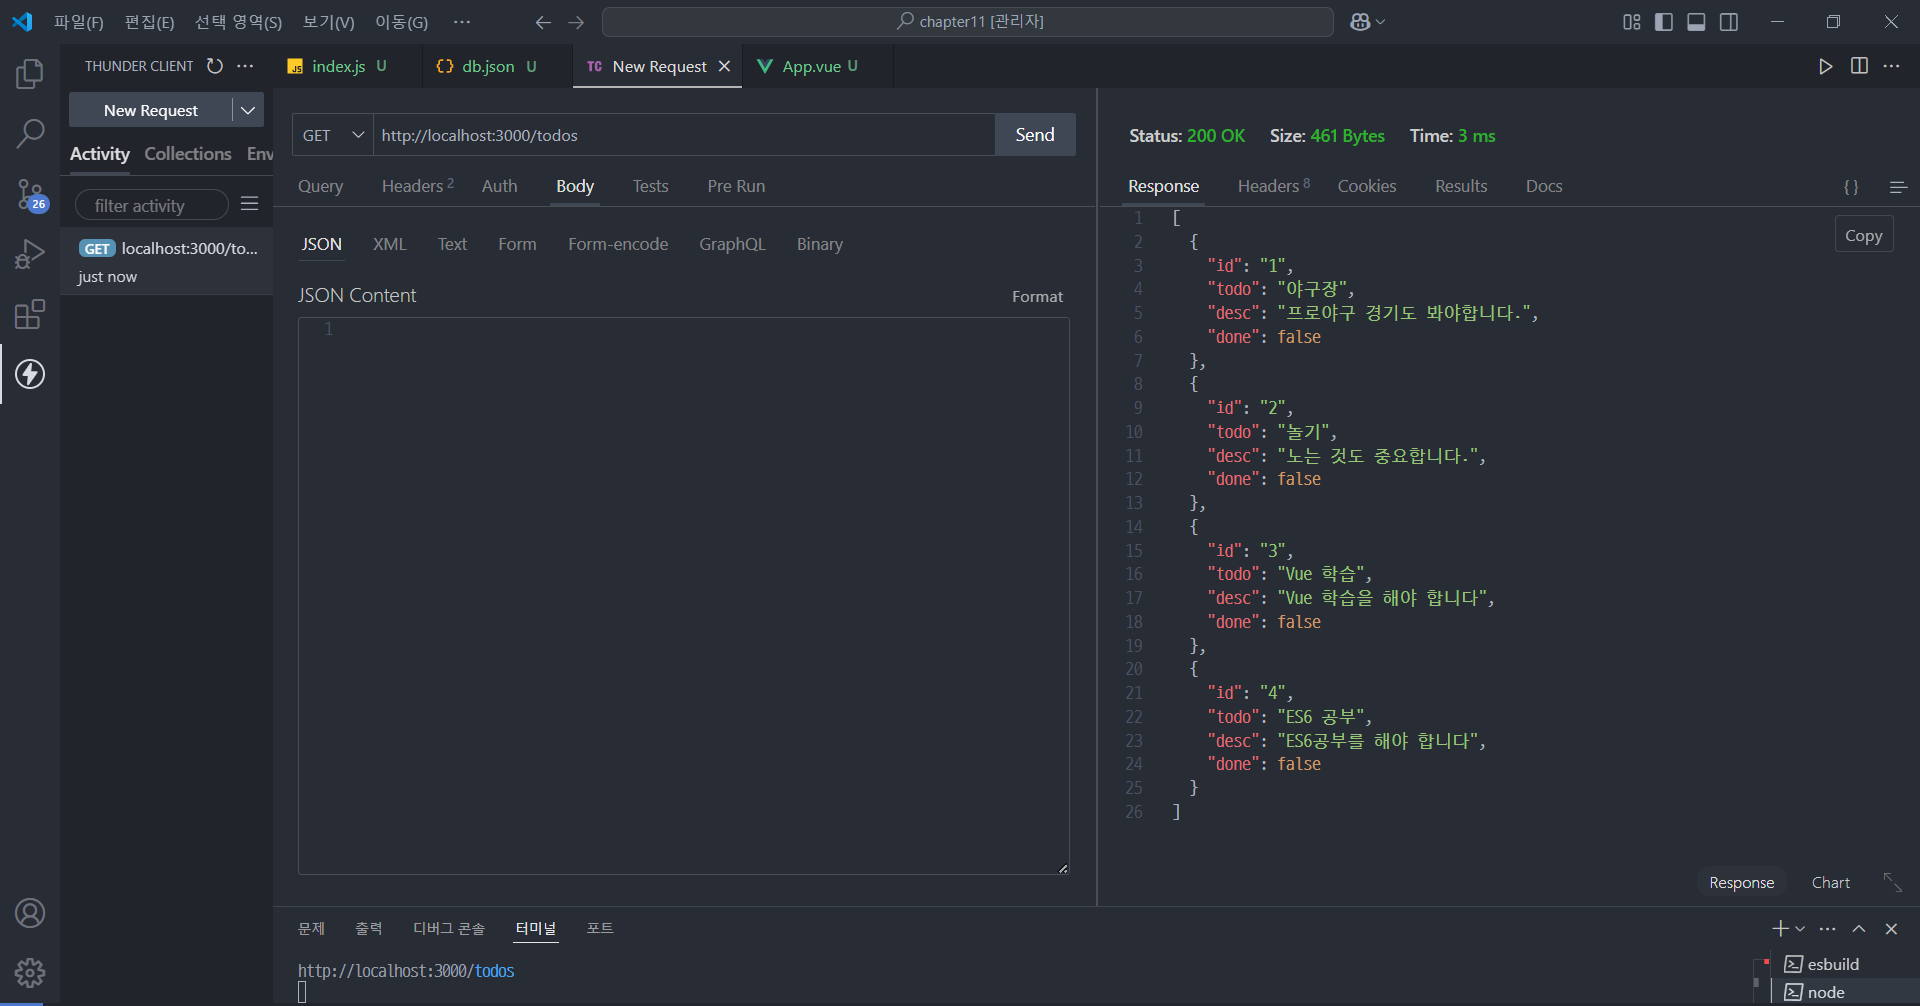 파일(F) 편집(E) 선택 영역(S) 보기(V) 이동(G) ··· chapter11 [관리자]
THUNDER CLIENT ···
JS index.js U {} db.json U TC New Request App.vue U ···
New Request
Activity Collections Env
filter activity
26
GET localhost:3000/to...
just now
GET http://localhost:3000/todos Send
Query Headers 2 Auth Body Tests Pre Run
JSON XML Text Form Form-encode GraphQL Binary
JSON Content Format
1
Status: 200 OK Size: 461 Bytes Time: 3 ms
Response Headers 8 Cookies Results Docs { }
Copy
1 [
2 {
3 "id": "1",
4 "todo": "야구장",
5 "desc": "프로야구 경기도 봐야합니다.",
6 "done": false
7 },
8 {
9 "id": "2",
10 "todo": "놀기",
11 "desc": "노는 것도 중요합니다.",
12 "done": false
13 },
14 {
15 "id": "3",
16 "todo": "Vue 학습",
17 "desc": "Vue 학습을 해야 합니다",
18 "done": false
19 },
20 {
21 "id": "4",
22 "todo": "ES6 공부",
23 "desc": "ES6공부를 해야 합니다",
24 "done": false
25 }
26 ]
Response Chart
문제 출력 디버그 콘솔 터미널 포트 ···
http://localhost:3000/todos
esbuild
node